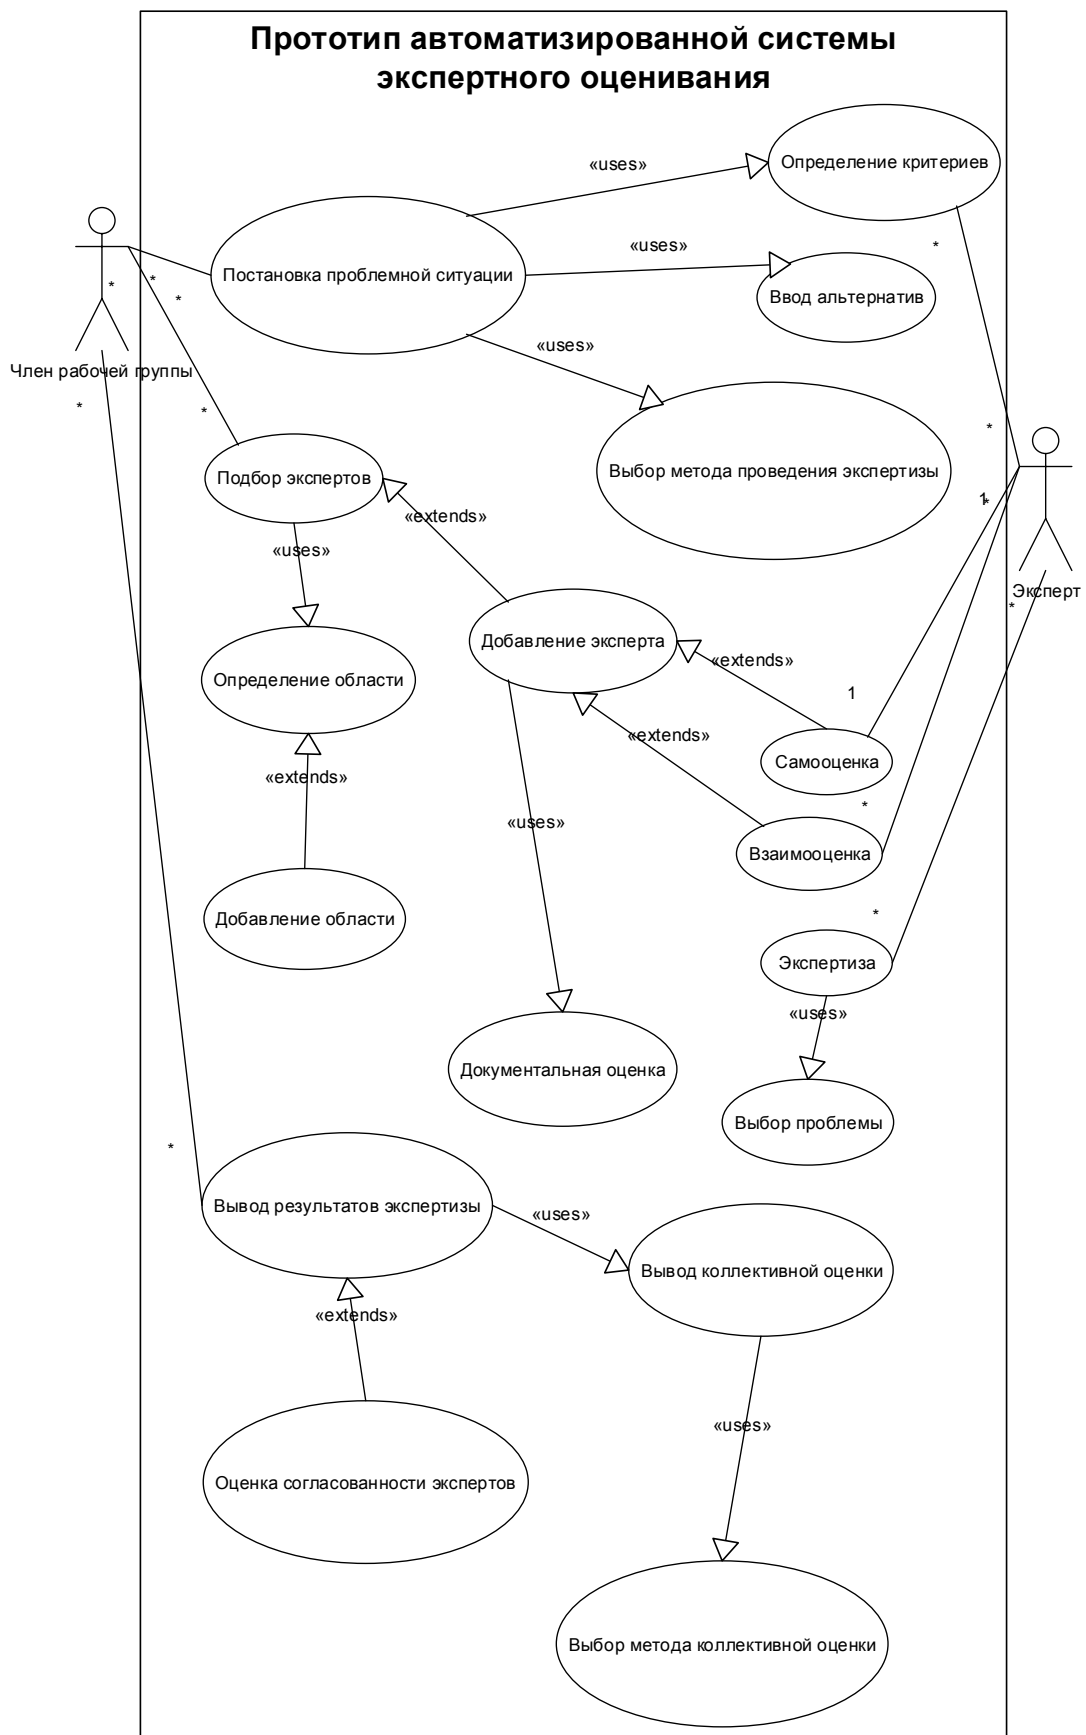 Прототип автоматизированной системы
экспертного оценивания
«uses»
Определение критериев
*
«uses»
Постановка проблемной ситуации
*
*
*
Ввод альтернатив
«uses»
Член рабочей группы
*
*
*
Выбор метода проведения экспертизы
Подбор экспертов
1
*
«extends»
«uses»
Эксперт
*
Добавление эксперта
«extends»
Определение области
1
«extends»
Самооценка
«extends»
*
«uses»
Взаимооценка
Добавление области
*
Экспертиза
«uses»
Документальная оценка
Выбор проблемы
*
Вывод результатов экспертизы
«uses»
Вывод коллективной оценки
«extends»
«uses»
Оценка согласованности экспертов
Выбор метода коллективной оценки